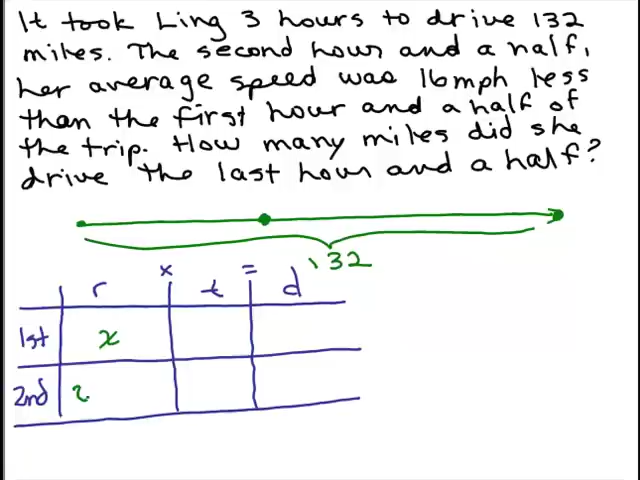 It took Ling 3 hours to drive 132
miles. The second hour and a half,
her average speed was 16mph less
than the first hour and a half of
the trip. How many miles did she
drive the last hour and a half?
132
r x t = d
1st x
2nd